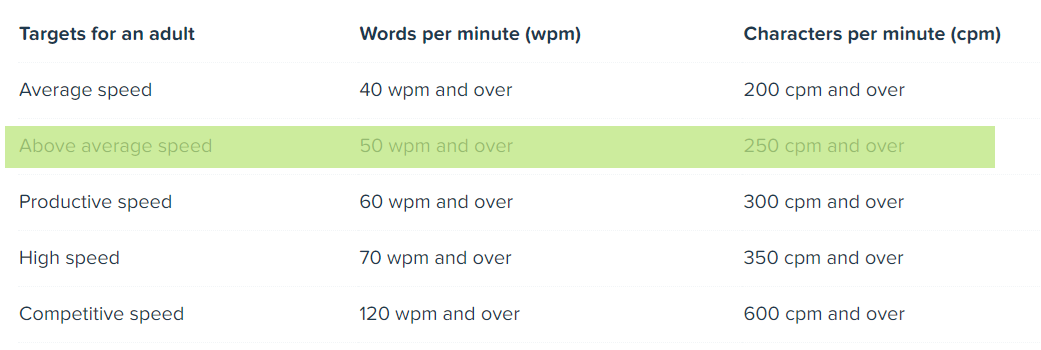 Targets for an adult Words per minute (wpm) Characters per minute (cpm)
Average speed 40 wpm and over 200 cpm and over
Above average speed 50 wpm and over 250 cpm and over
Productive speed 60 wpm and over 300 cpm and over
High speed 70 wpm and over 350 cpm and over
Competitive speed 120 wpm and over 600 cpm and over